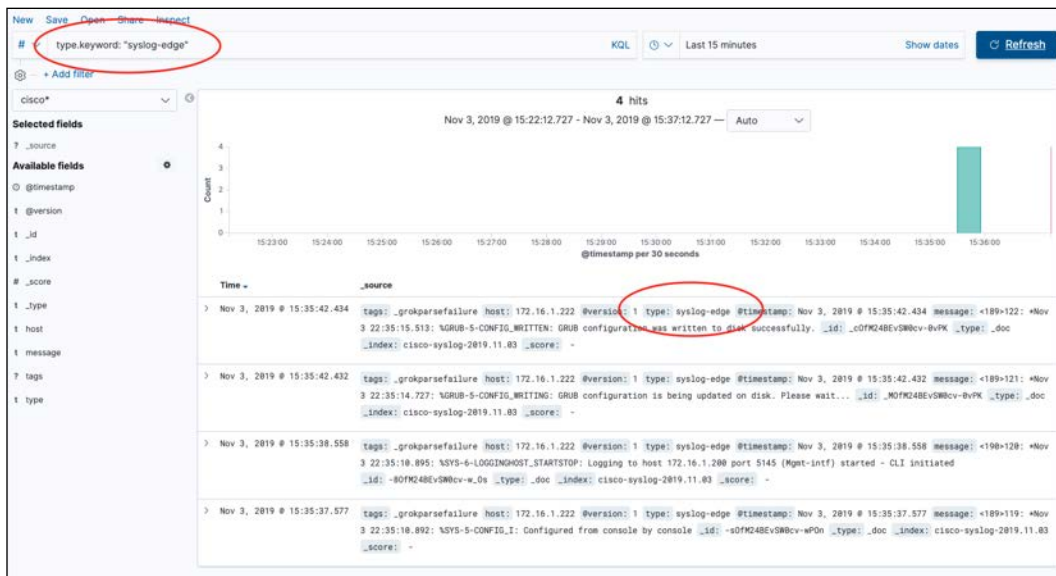 New Save Open Share Inspect
# type.keyword: "syslog-edge" KQL Last 15 minutes Show dates Refresh
+ Add filter
cisco*
4 hits
Nov 3, 2019 @ 15:22:12.727 - Nov 3, 2019 @ 15:37:12.727 — Auto
Selected fields
? _source
Available fields
@timestamp
t @version
t _id
t _index
# _score
t _type
t host
t message
? tags
t type
Count
4
3
2
1
0
15:23:00 15:24:00 15:25:00 15:26:00 15:27:00 15:28:00 15:29:00 15:30:00 15:31:00 15:32:00 15:33:00 15:34:00 15:35:00 15:36:00
@timestamp per 30 seconds
Time _source
> Nov 3, 2019 @ 15:35:42.434 tags: _grokparsefailure host: 172.16.1.222 @version: 1 type: syslog-edge @timestamp: Nov 3, 2019 @ 15:35:42.434 message: <189>122: *Nov
3 22:35:15.513: %GRUB-5-CONFIG_WRITTEN: GRUB configuration was written to disk successfully. _id: _cOfM24BEvSW0cv-0vPK _type: _doc
_index: cisco-syslog-2019.11.03 _score: -
> Nov 3, 2019 @ 15:35:42.432 tags: _grokparsefailure host: 172.16.1.222 @version: 1 type: syslog-edge @timestamp: Nov 3, 2019 @ 15:35:42.432 message: <189>121: *Nov
3 22:35:14.727: %GRUB-5-CONFIG_WRITING: GRUB configuration is being updated on disk. Please wait... _id: _MOfM24BEvSW0cv-0vPK _type: _doc
_index: cisco-syslog-2019.11.03 _score: -
> Nov 3, 2019 @ 15:35:38.558 tags: _grokparsefailure host: 172.16.1.222 @version: 1 type: syslog-edge @timestamp: Nov 3, 2019 @ 15:35:38.558 message: <190>120: *Nov
3 22:35:10.895: %SYS-6-LOGGINGHOST_STARTSTOP: Logging to host 172.16.1.200 port 5145 (Mgmt-intf) started - CLI initiated
_id: -8OfM24BEvSW0cv-w_Os _type: _doc _index: cisco-syslog-2019.11.03 _score: -
> Nov 3, 2019 @ 15:35:37.577 tags: _grokparsefailure host: 172.16.1.222 @version: 1 type: syslog-edge @timestamp: Nov 3, 2019 @ 15:35:37.577 message: <189>119: *Nov
3 22:35:10.892: %SYS-5-CONFIG_I: Configured from console by console _id: -sOfM24BEvSW0cv-wPOn _type: _doc _index: cisco-syslog-2019.11.03
_score: -